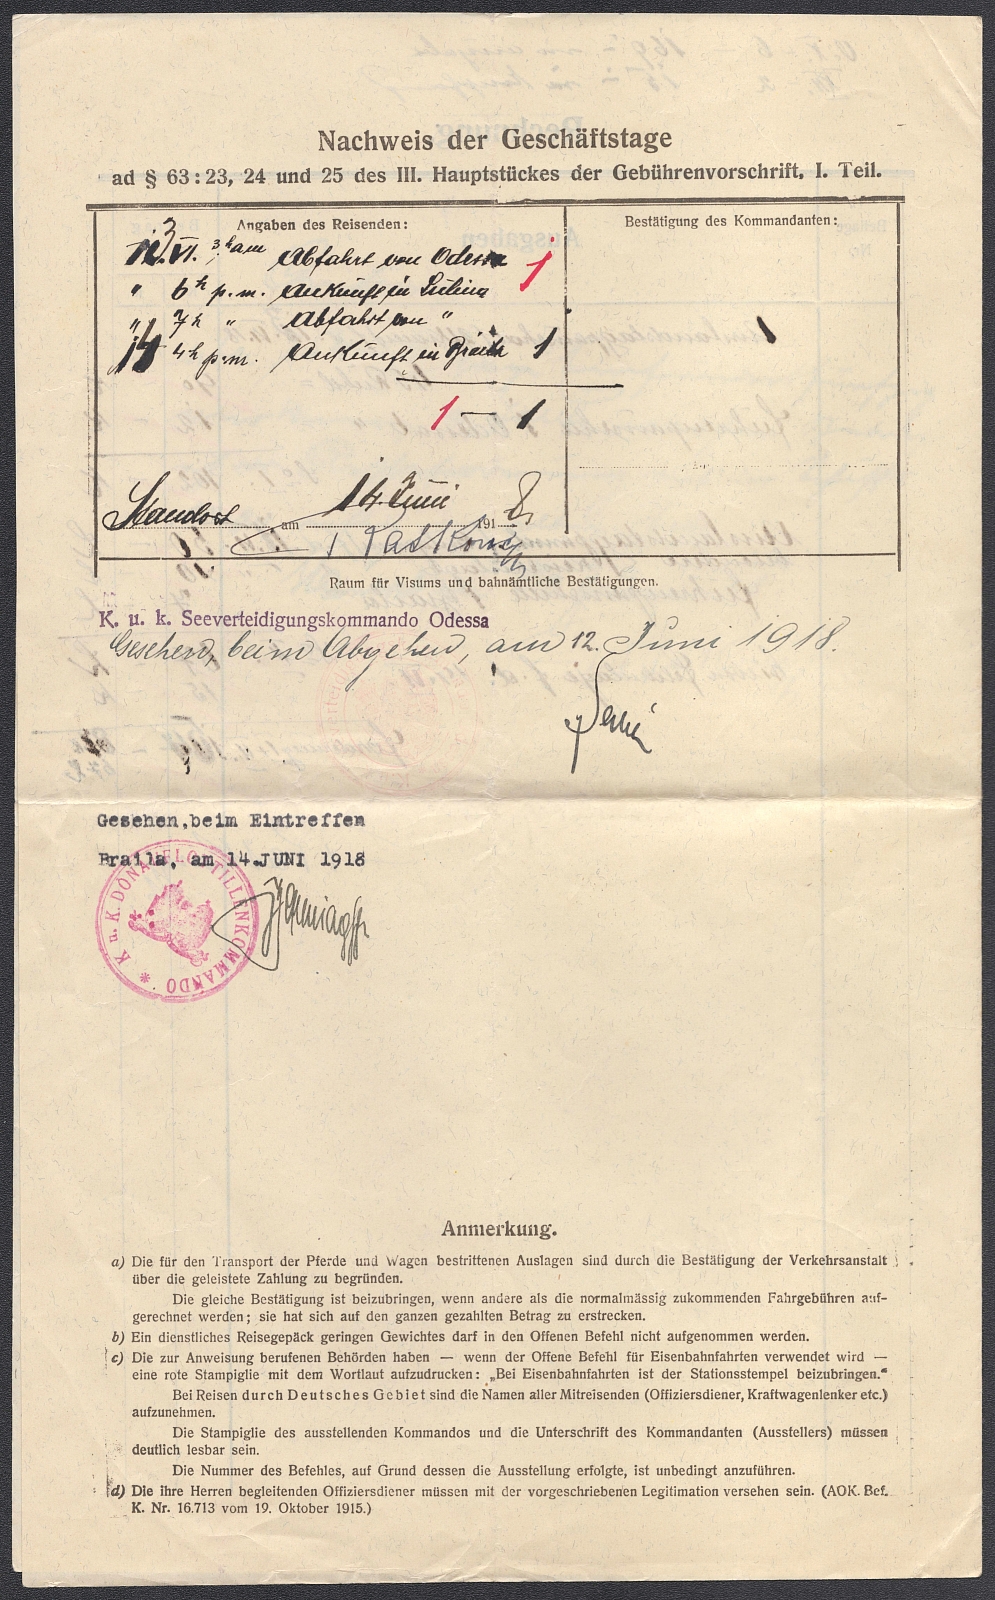 Nachweis der Geschäftstage
ad § 63:23, 24 und 25 des III. Hauptstückes der Gebührenvorschrift, I. Teil.
Angaben des Reisenden:
Bestätigung des Kommandanten:
VI. 3h am Abfahrt von Odessa 1
" 6h p.m. Ankunft in Sulina
" 7h " Abfahrt von "
14 4h p.m. Ankunft in Braila 1
1
1 — 1
Standort am 14. Juni 1918
Raum für Visums und bahnämtliche Bestätigungen.
K. u. k. Seeverteidigungskommando Odessa
Gesehen, beim Abgehen, am 12. Juni 1918.
Gesehen, beim Eintreffen
Braila, am 14. JUNI 1918
K. u. K. DONAUFLOTTILLENKOMMANDO
Anmerkung.
a) Die für den Transport der Pferde und Wagen bestrittenen Auslagen sind durch die Bestätigung der Verkehrsanstalt
über die geleistete Zahlung zu begründen.
Die gleiche Bestätigung ist beizubringen, wenn andere als die normalmässig zukommenden Fahrgebühren auf-
gerechnet werden; sie hat sich auf den ganzen gezahlten Betrag zu erstrecken.
b) Ein dienstliches Reisegepäck geringen Gewichtes darf in den Offenen Befehl nicht aufgenommen werden.
c) Die zur Anweisung berufenen Behörden haben — wenn der Offene Befehl für Eisenbahnfahrten verwendet wird —
eine rote Stampiglie mit dem Wortlaut aufzudrucken: „Bei Eisenbahnfahrten ist der Stationsstempel beizubringen.“
Bei Reisen durch Deutsches Gebiet sind die Namen aller Mitreisenden (Offiziersdiener, Kraftwagenlenker etc.)
aufzunehmen.
Die Stampiglie des ausstellenden Kommandos und die Unterschrift des Kommandanten (Ausstellers) müssen
deutlich lesbar sein.
Die Nummer des Befehles, auf Grund dessen die Ausstellung erfolgte, ist unbedingt anzuführen.
d) Die ihre Herren begleitenden Offiziersdiener müssen mit der vorgeschriebenen Legitimation versehen sein. (AOK. Bef.
K. Nr. 16.713 vom 19. Oktober 1915.)